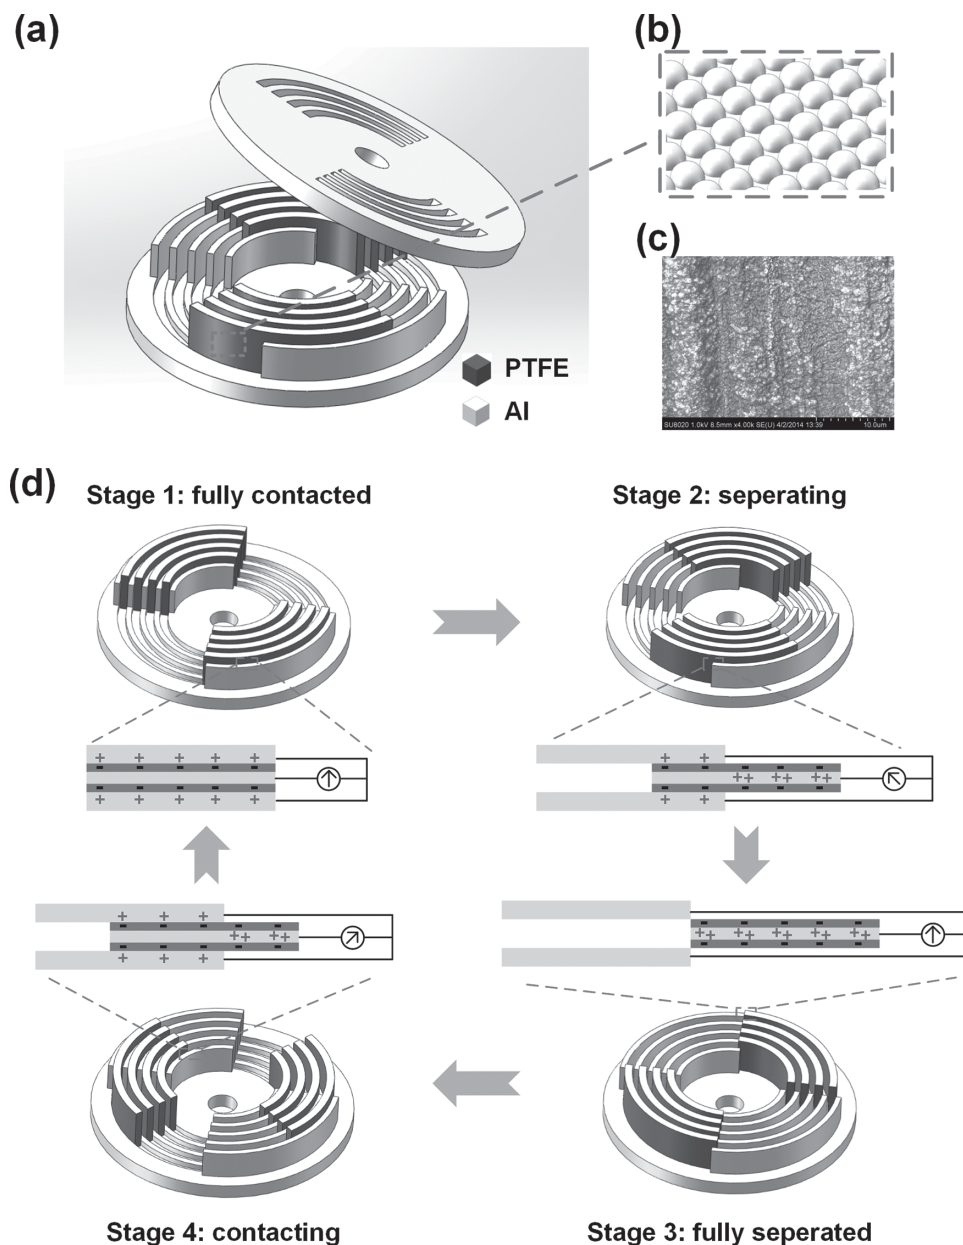 (a)
(b)
(c)
PTFE
Al
SU8020 1.0kV 8.5mm x4.00k SE(U) 4/2/2014 13:39 10.0um
(d)
Stage 1: fully contacted
Stage 2: seperating
Stage 4: contacting
Stage 3: fully seperated